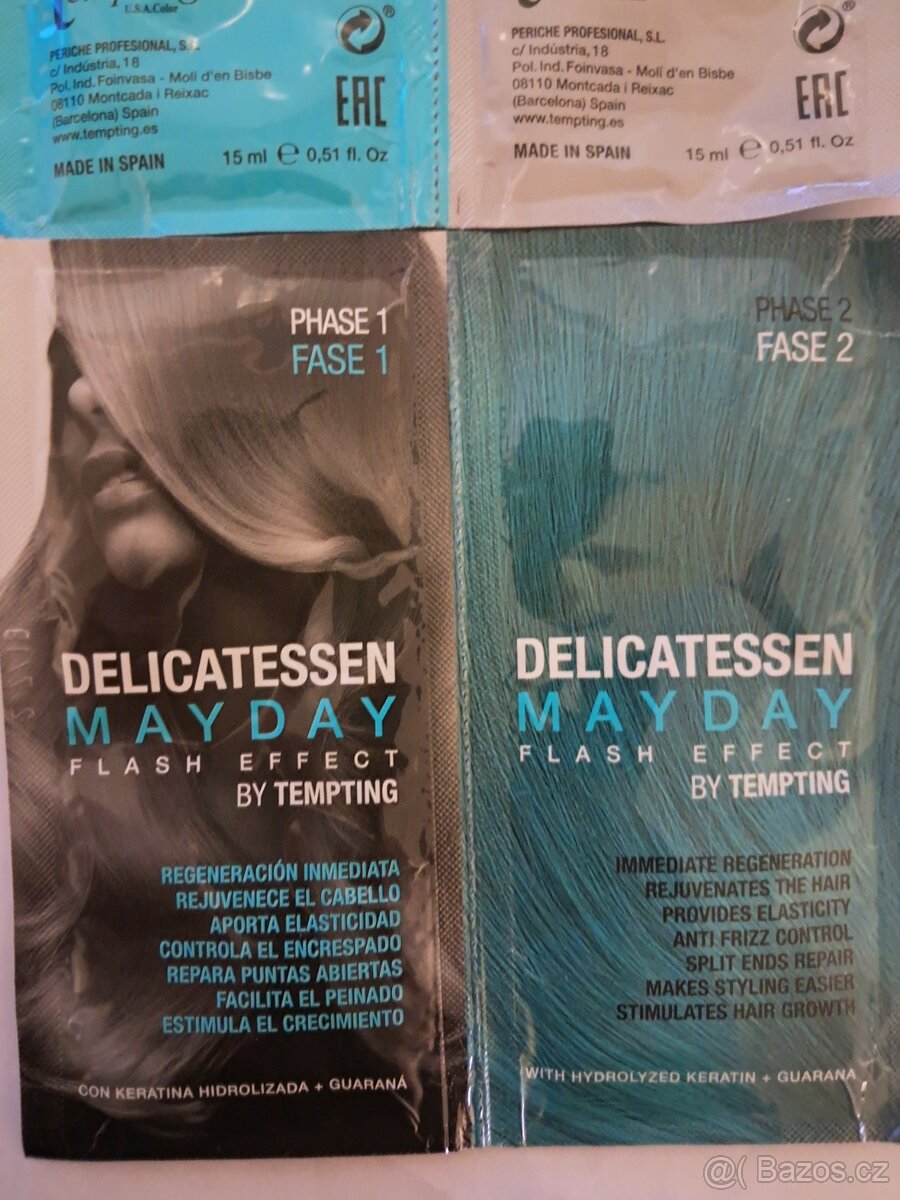 U.S.A.Color
PERICHE PROFESIONAL, S.L.
c/ Indústria, 18
Pol. Ind. Foinvasa - Molí d'en Bisbe
08110 Montcada i Reixac
(Barcelona) Spain
www.tempting.es
MADE IN SPAIN
15 ml ℮ 0,51 fl. Oz
EAC
PERICHE PROFESIONAL, S.L.
c/ Indústria, 18
Pol. Ind. Foinvasa - Molí d'en Bisbe
08110 Montcada i Reixac
(Barcelona) Spain
www.tempting.es
MADE IN SPAIN
15 ml ℮ 0,51 fl. Oz
EAC
PHASE 1
FASE 1
DELICATESSEN
MAYDAY
FLASH EFFECT
BY TEMPTING
REGENERACIÓN INMEDIATA
REJUVENECE EL CABELLO
APORTA ELASTICIDAD
CONTROLA EL ENCRESPADO
REPARA PUNTAS ABIERTAS
FACILITA EL PEINADO
ESTIMULA EL CRECIMIENTO
CON KERATINA HIDROLIZADA + GUARANÁ
PHASE 2
FASE 2
DELICATESSEN
MAYDAY
FLASH EFFECT
BY TEMPTING
IMMEDIATE REGENERATION
REJUVENATES THE HAIR
PROVIDES ELASTICITY
ANTI FRIZZ CONTROL
SPLIT ENDS REPAIR
MAKES STYLING EASIER
STIMULATES HAIR GROWTH
WITH HYDROLYZED KERATIN + GUARANA
@( Bazos.cz